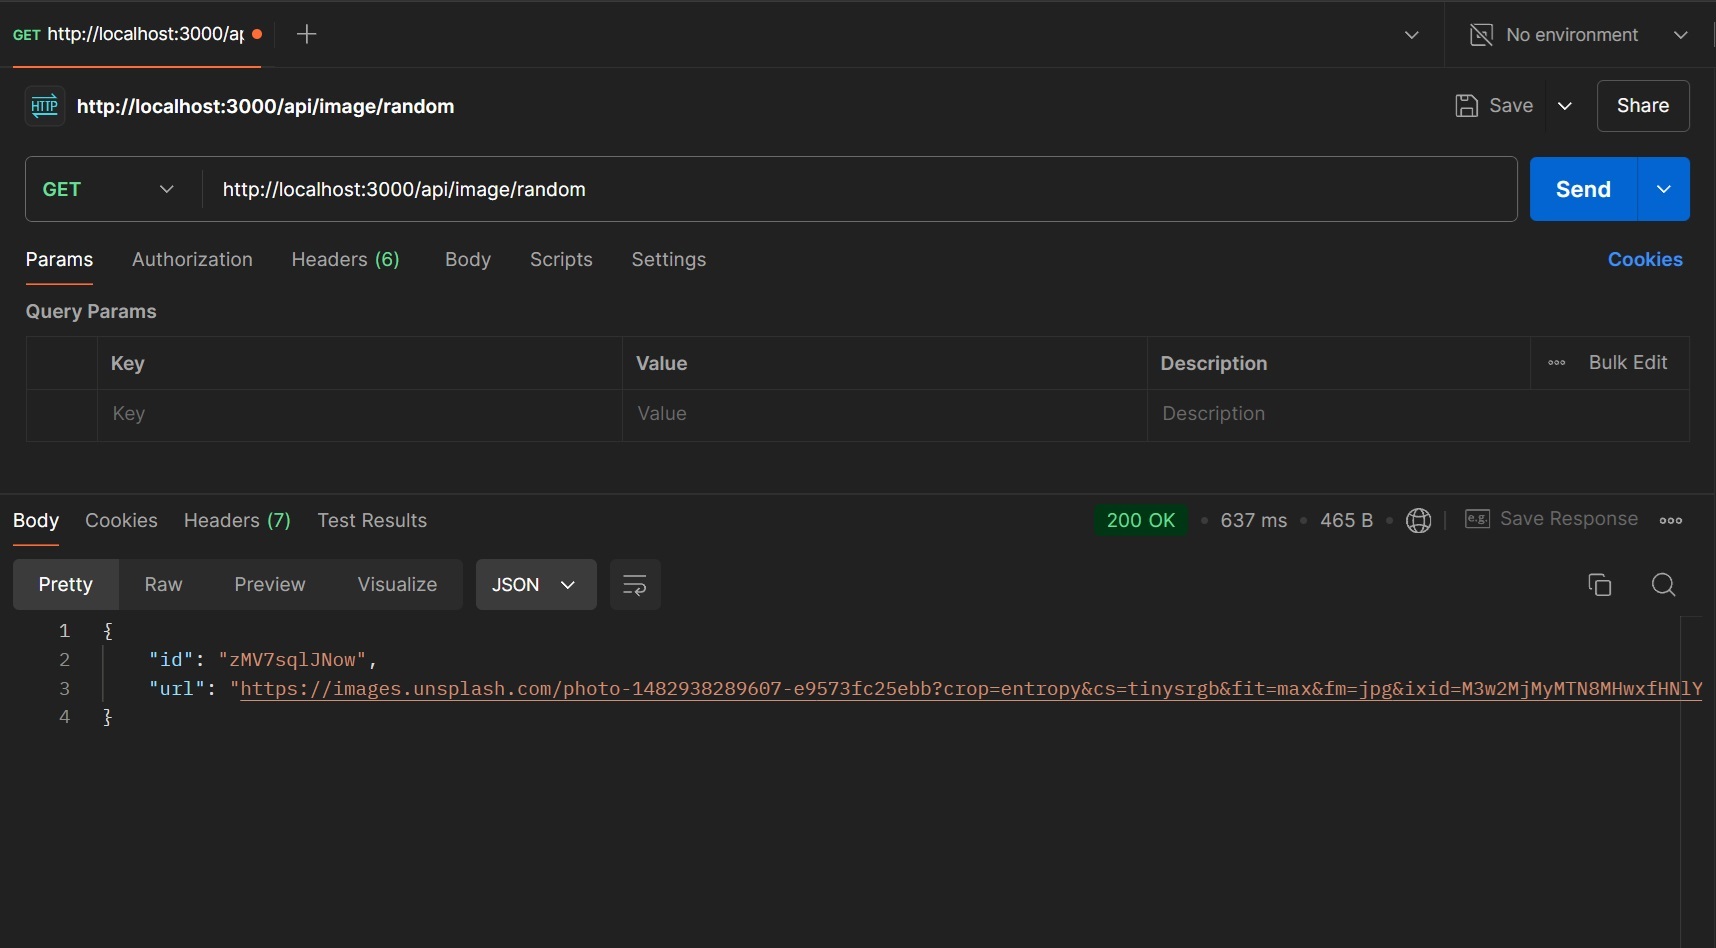 GET http://localhost:3000/ap
No environment
HTTP http://localhost:3000/api/image/random
Save
Share
GET http://localhost:3000/api/image/random
Send
Params Authorization Headers (6) Body Scripts Settings Cookies
Query Params
Key Value Description Bulk Edit
Key Value Description
Body Cookies Headers (7) Test Results 200 OK • 637 ms • 465 B • e.g. Save Response
Pretty Raw Preview Visualize JSON
1 {
2 "id": "zMV7sqlJNow",
3 "url": "https://images.unsplash.com/photo-1482938289607-e9573fc25ebb?crop=entropy&cs=tinysrgb&fit=max&fm=jpg&ixid=M3w2MjMyMTN8MHwxfHNlY
4 }